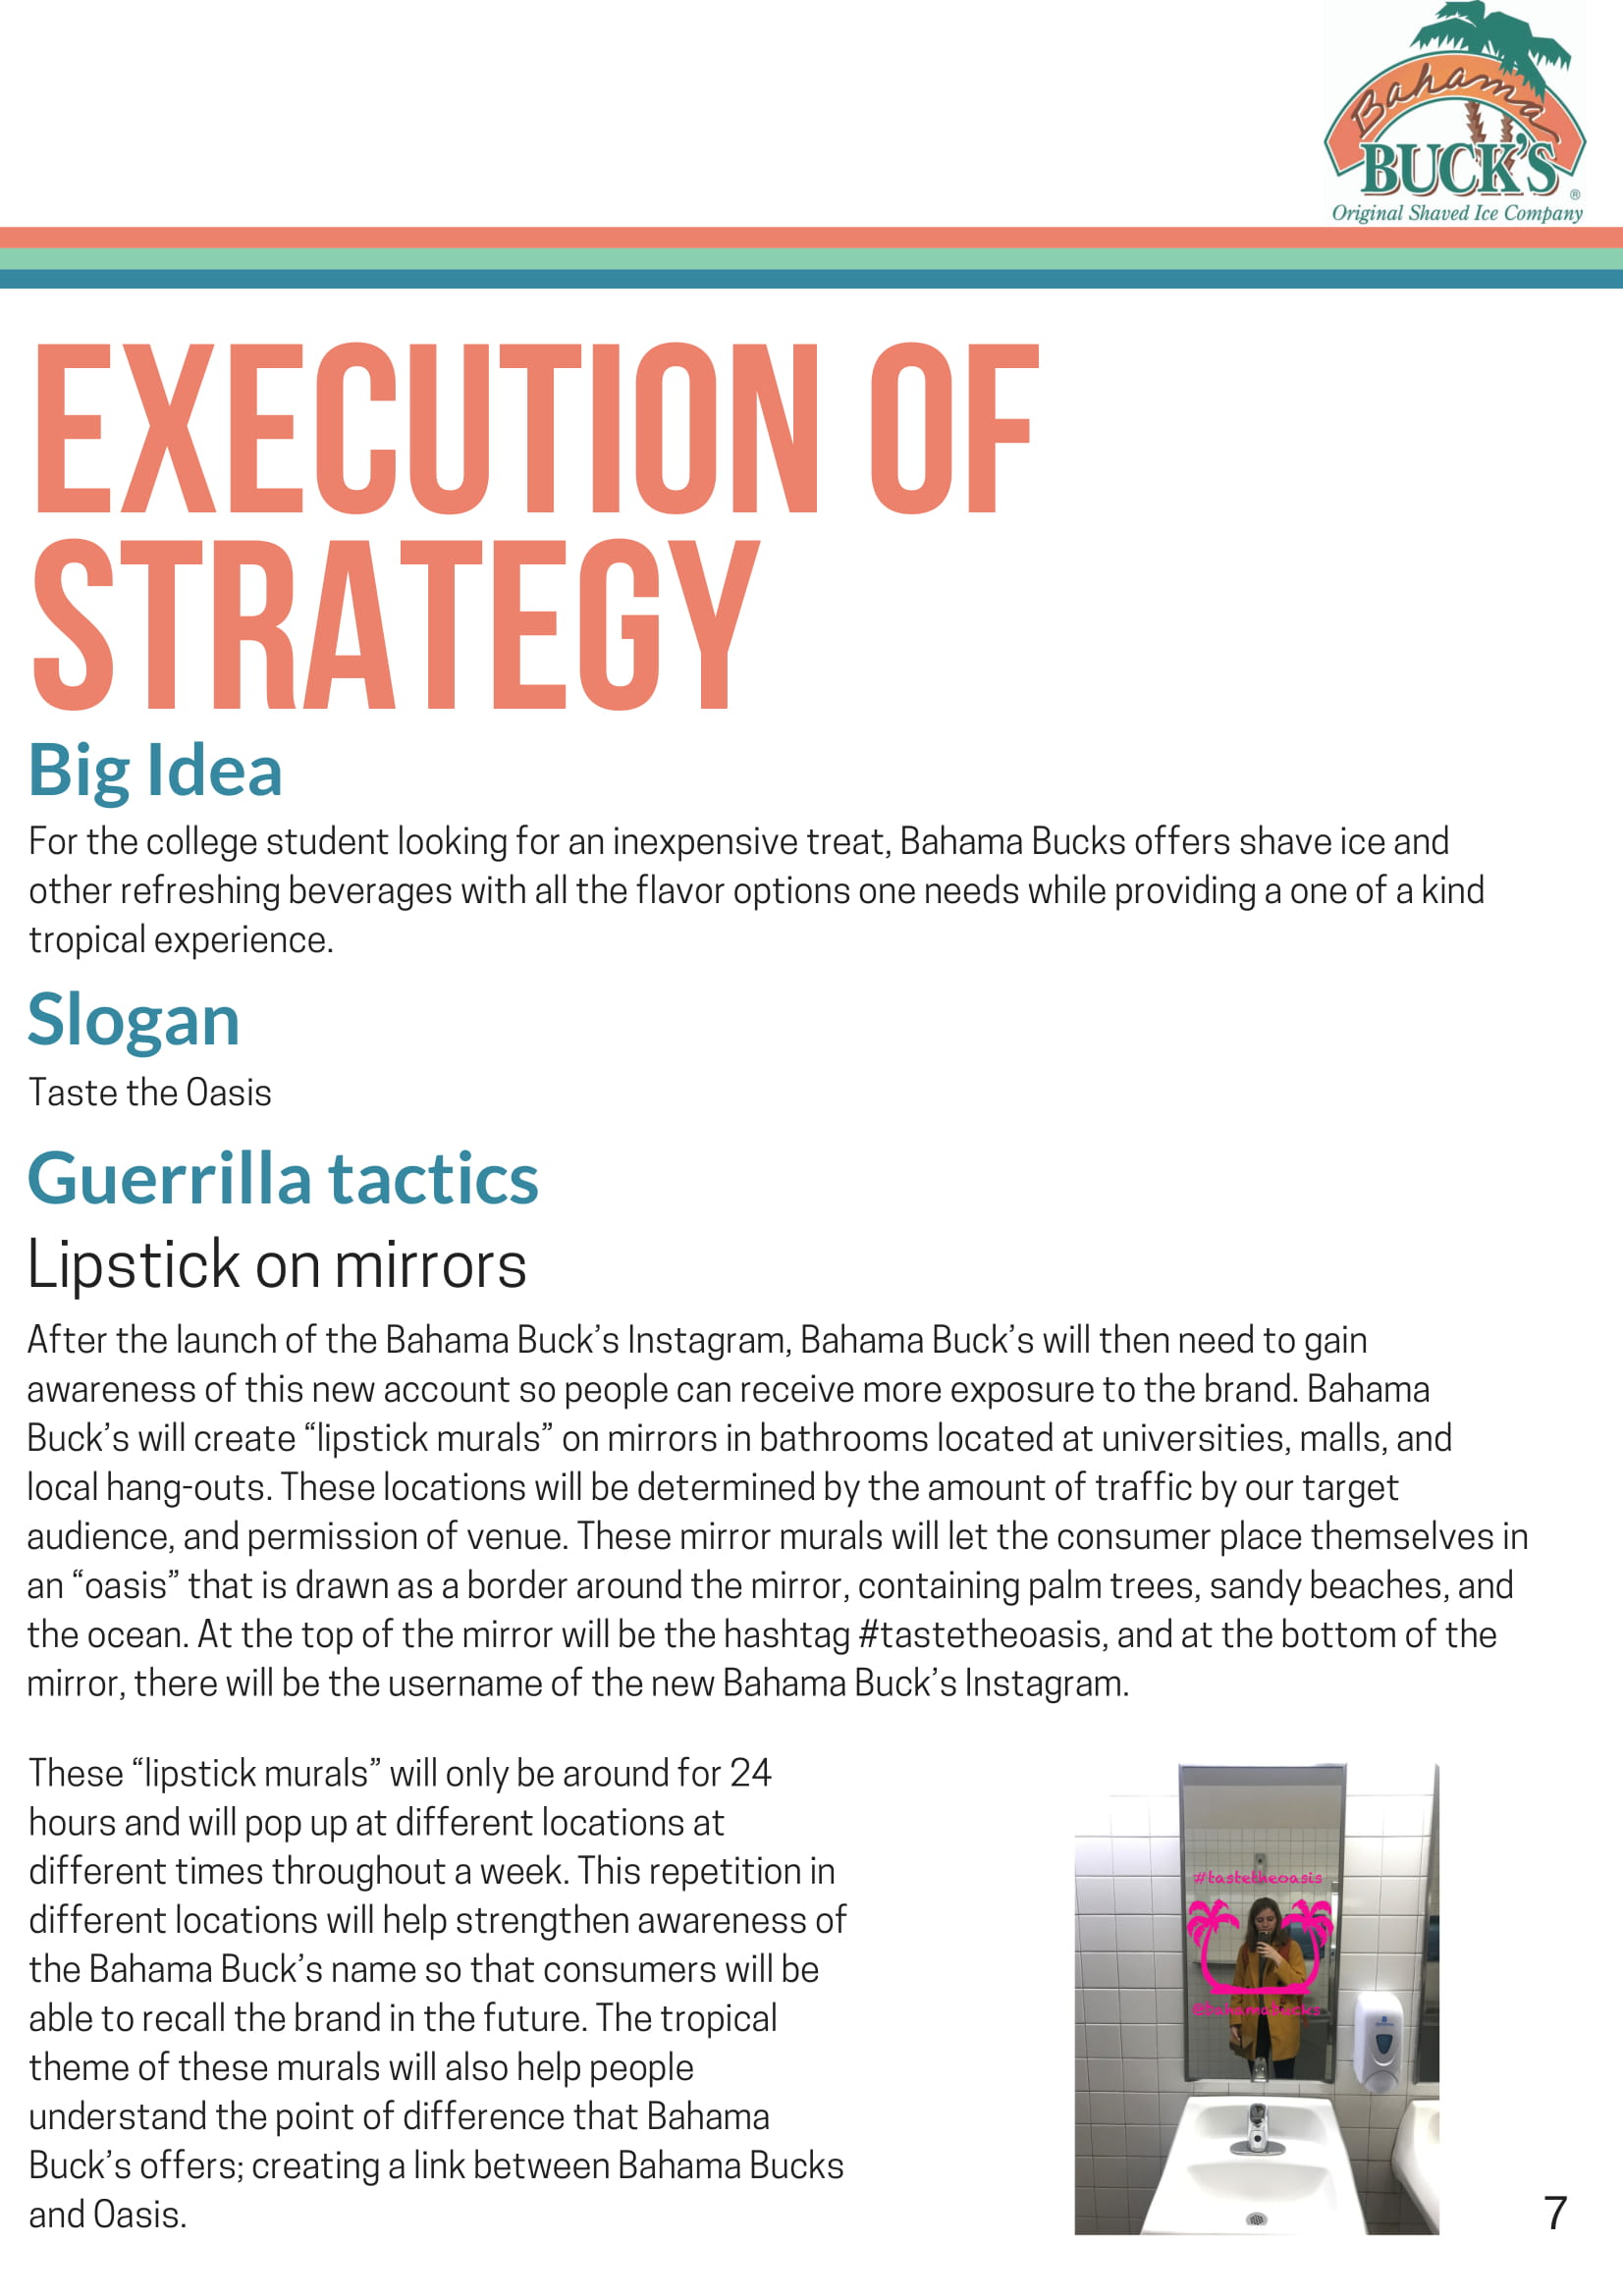 Bahama
BUCK'S ®
Original Shaved Ice Company
EXECUTION OF
STRATEGY
Big Idea
For the college student looking for an inexpensive treat, Bahama Bucks offers shave ice and
other refreshing beverages with all the flavor options one needs while providing a one of a kind
tropical experience.
Slogan
Taste the Oasis
Guerrilla tactics
Lipstick on mirrors
After the launch of the Bahama Buck’s Instagram, Bahama Buck’s will then need to gain
awareness of this new account so people can receive more exposure to the brand. Bahama
Buck’s will create “lipstick murals” on mirrors in bathrooms located at universities, malls, and
local hang-outs. These locations will be determined by the amount of traffic by our target
audience, and permission of venue. These mirror murals will let the consumer place themselves in
an “oasis” that is drawn as a border around the mirror, containing palm trees, sandy beaches, and
the ocean. At the top of the mirror will be the hashtag #tastetheoasis, and at the bottom of the
mirror, there will be the username of the new Bahama Buck’s Instagram.
These “lipstick murals” will only be around for 24
hours and will pop up at different locations at
different times throughout a week. This repetition in
different locations will help strengthen awareness of
the Bahama Buck’s name so that consumers will be
able to recall the brand in the future. The tropical
theme of these murals will also help people
understand the point of difference that Bahama
Buck’s offers; creating a link between Bahama Bucks
and Oasis.
#tastetheoasis
@bahamabucks
7